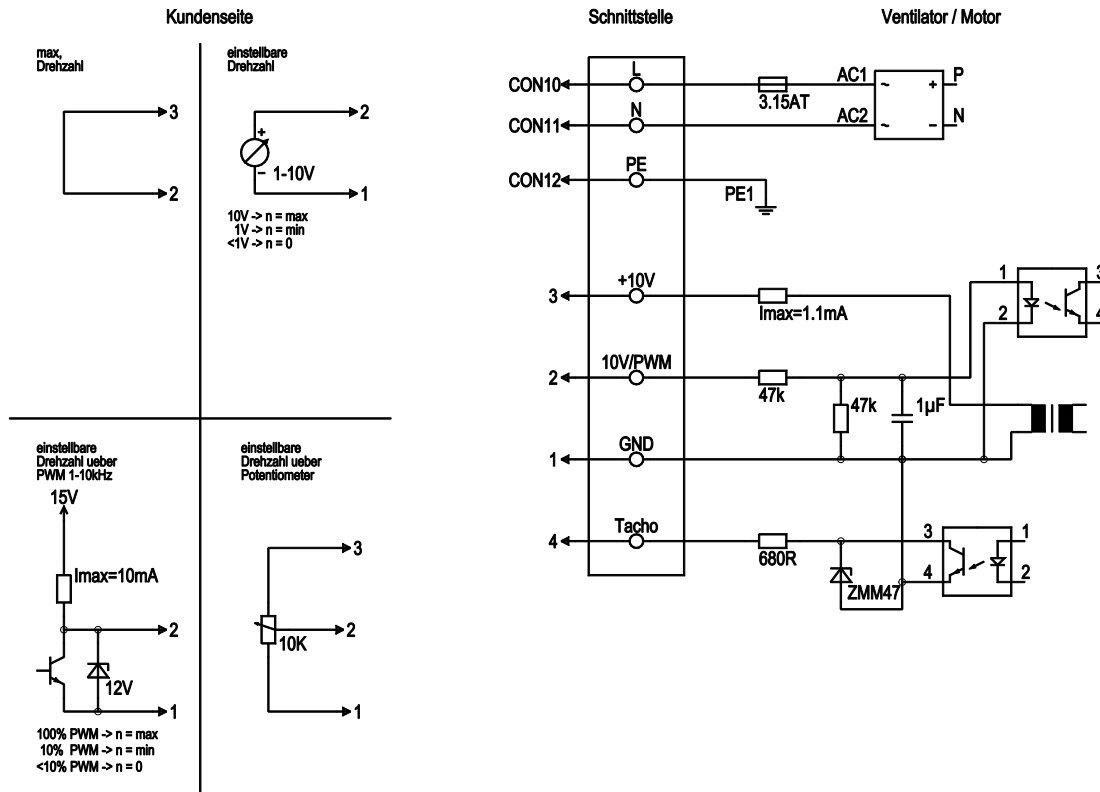 Kundenseite
Schnittstelle
Ventilator / Motor
max,
Drehzahl
3
2
einstellbare
Drehzahl
2
+
− 1-10V
1
10V -> n = max
1V -> n = min
<1V -> n = 0
einstellbare
Drehzahl ueber
PWM 1-10kHz
15V
Imax=10mA
2
12V
1
100% PWM -> n = max
10% PWM -> n = min
<10% PWM -> n = 0
einstellbare
Drehzahl ueber
Potentiometer
3
2
10K
1
L
CON10
3.15AT
AC1
~ + P
N
CON11
AC2
~ − N
PE
CON12
PE1
+10V
3
Imax=1.1mA
1
2
3
4
10V/PWM
2
47k
47k
1µF
GND
1
Tacho
4
680R
ZMM47
3
4
1
2